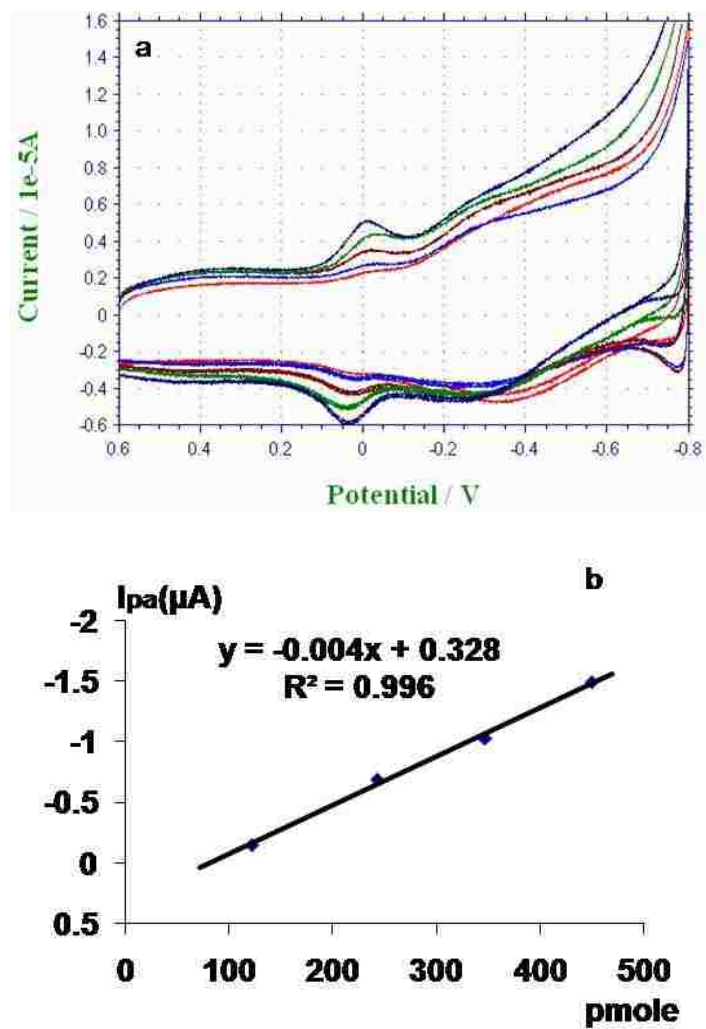 a
1.6
1.4
1.2
1.0
0.8
0.6
0.4
0.2
0
-0.2
-0.4
-0.6
Current / 1e-5A
0.6 0.4 0.2 0 -0.2 -0.4 -0.6 -0.8
Potential / V
b
Ipa(µA)
-2
-1.5
-1
-0.5
0
0.5
y = -0.004x + 0.328
R² = 0.996
0 100 200 300 400 500
pmole